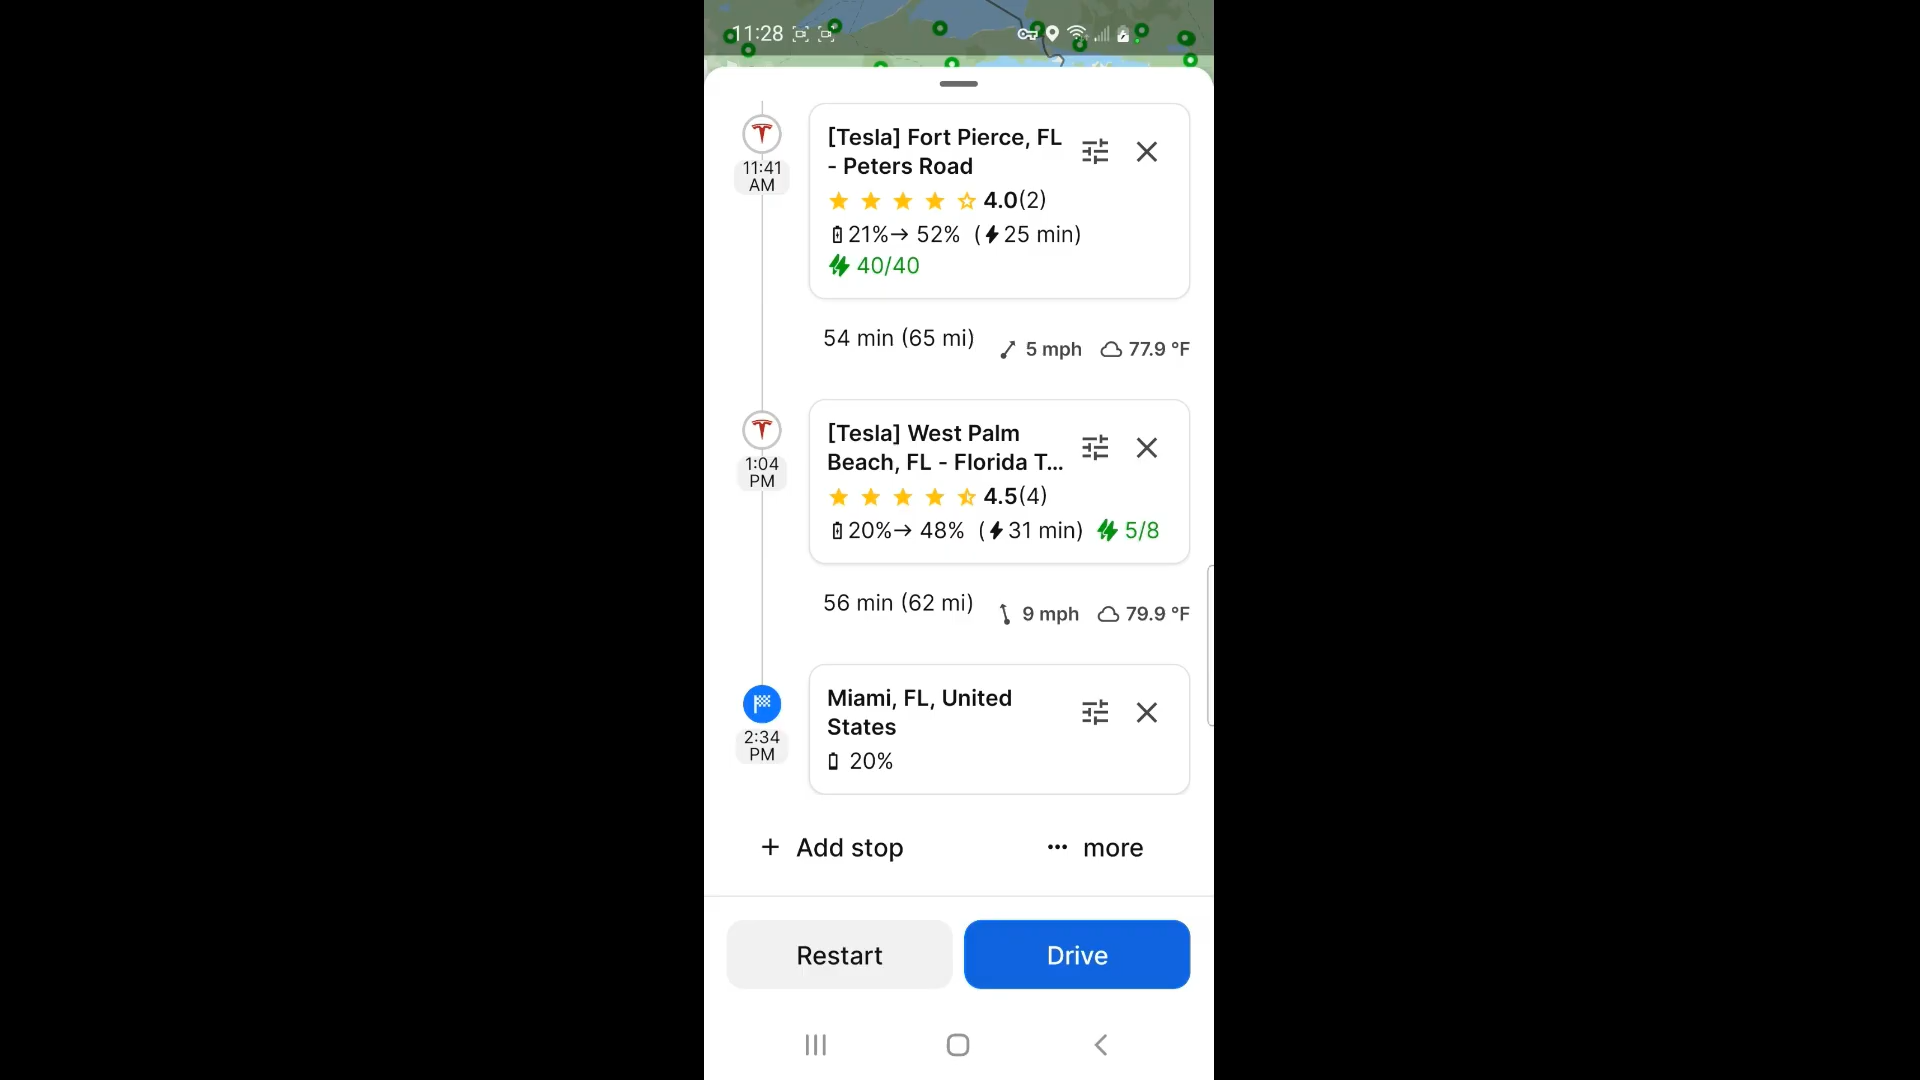 11:28
[Tesla] Fort Pierce, FL
- Peters Road
11:41
AM
4.0(2)
21%→ 52% (25 min)
40/40
54 min (65 mi)
5 mph
77.9 °F
[Tesla] West Palm
Beach, FL - Florida T...
1:04
PM
4.5(4)
20%→ 48% (31 min) 5/8
56 min (62 mi)
9 mph
79.9 °F
Miami, FL, United
States
2:34
PM
20%
+ Add stop
... more
Restart
Drive